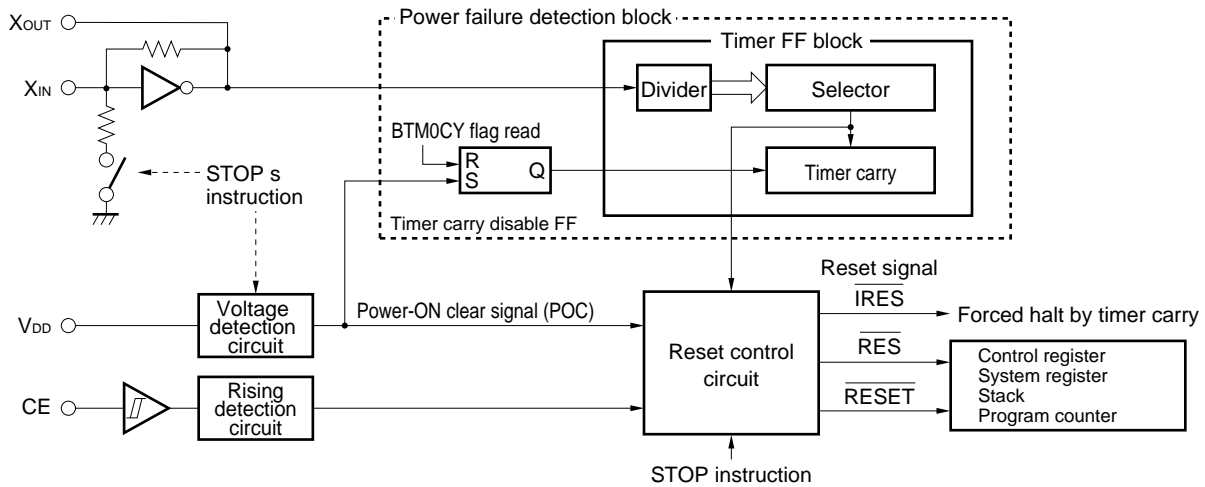 Power failure detection block
XOUT
Timer FF block
XIN
Divider
Selector
BTM0CY flag read
R
S
Q
Timer carry
STOP s
instruction
Timer carry disable FF
Reset signal
IRES
Forced halt by timer carry
VDD
Voltage
detection
circuit
Power-ON clear signal (POC)
Reset control
circuit
RES
Control register
System register
Stack
Program counter
CE
Rising
detection
circuit
RESET
STOP instruction